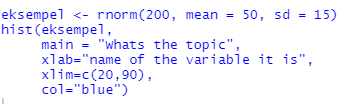 eksempel <- rnorm(200, mean = 50, sd = 15)
hist(eksempel,
main = "Whats the topic",
xlab="name of the variable it is",
xlim=c(20,90),
col="blue")